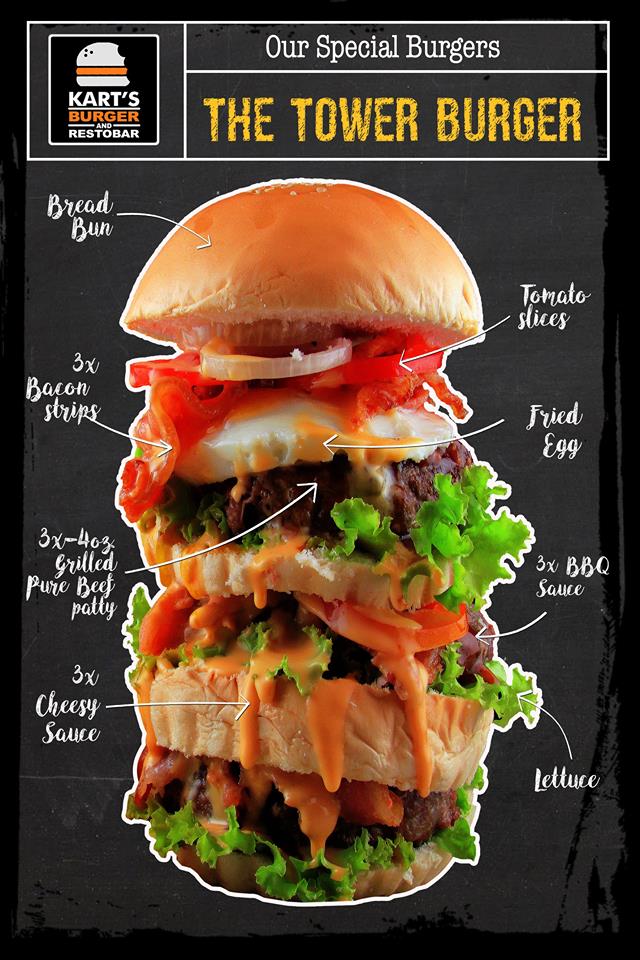 Our Special Burgers
KART'S
BURGER
AND
RESTOBAR
THE TOWER BURGER
Bread
Bun
Tomato
slices
3x
Bacon
strips
Fried
Egg
3x-4oz
Grilled
Pure Beef
patty
3x BBQ
Sauce
3x
Cheesy
Sauce
Lettuce